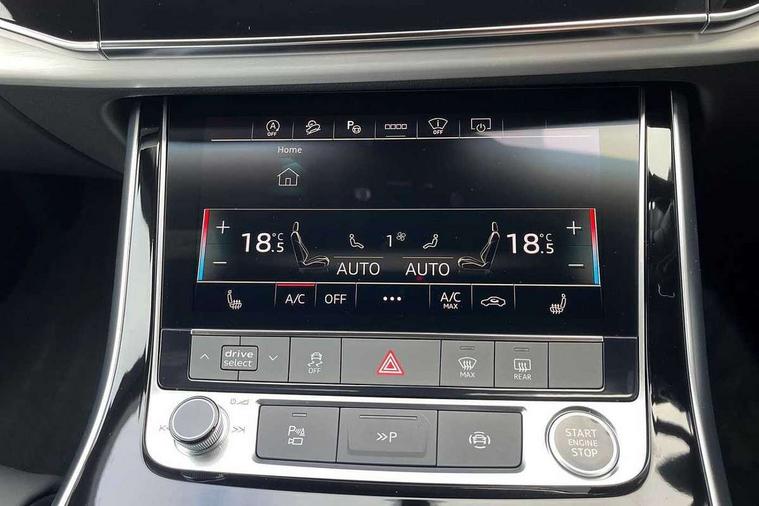 A
OFF
P
i
OFF
Home
+
18.5°C
1
18.5°C
+
−
AUTO
AUTO
−
A/C
OFF
•••
A/C
MAX
drive
select
OFF
MAX
REAR
P
>>P
START
ENGINE
STOP